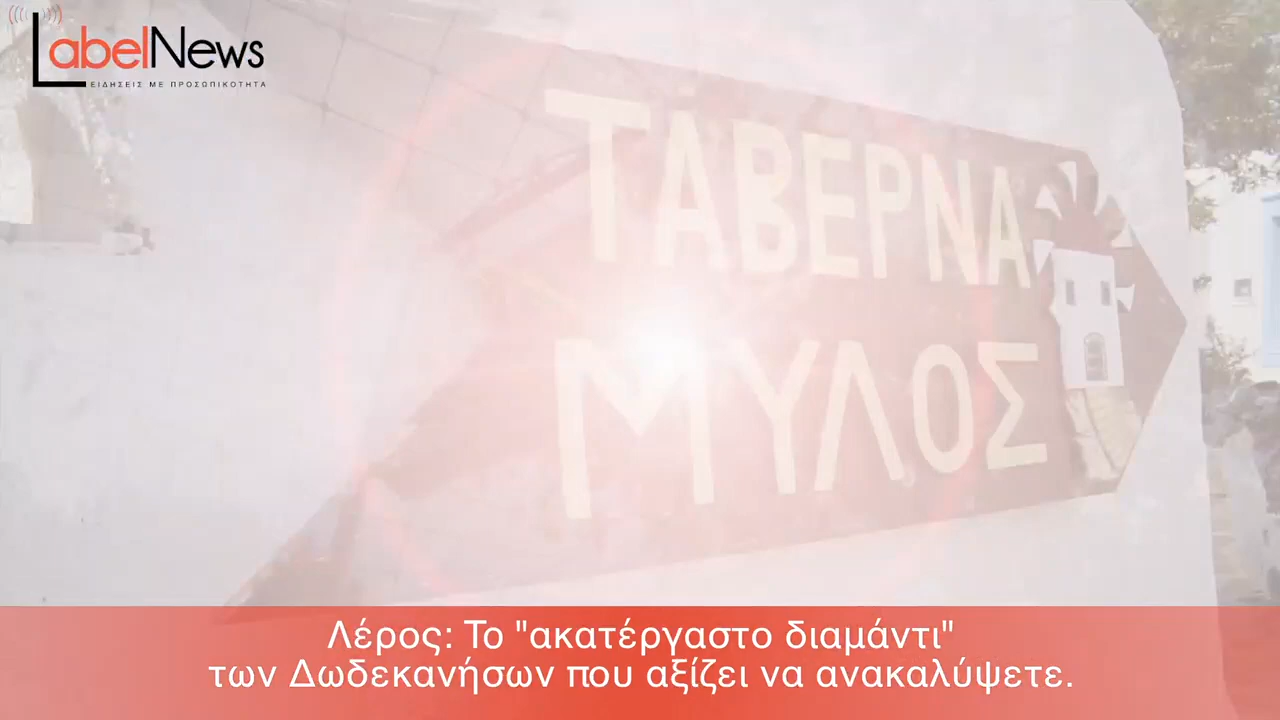 LabelNews
ΕΙΔΗΣΕΙΣ ΜΕ ΠΡΟΣΩΠΙΚΟΤΗΤΑ
ΤΑΒΕΡΝΑ
ΜΥΛΟΣ
Λέρος: Το "ακατέργαστο διαμάντι"
των Δωδεκανήσων που αξίζει να ανακαλύψετε.